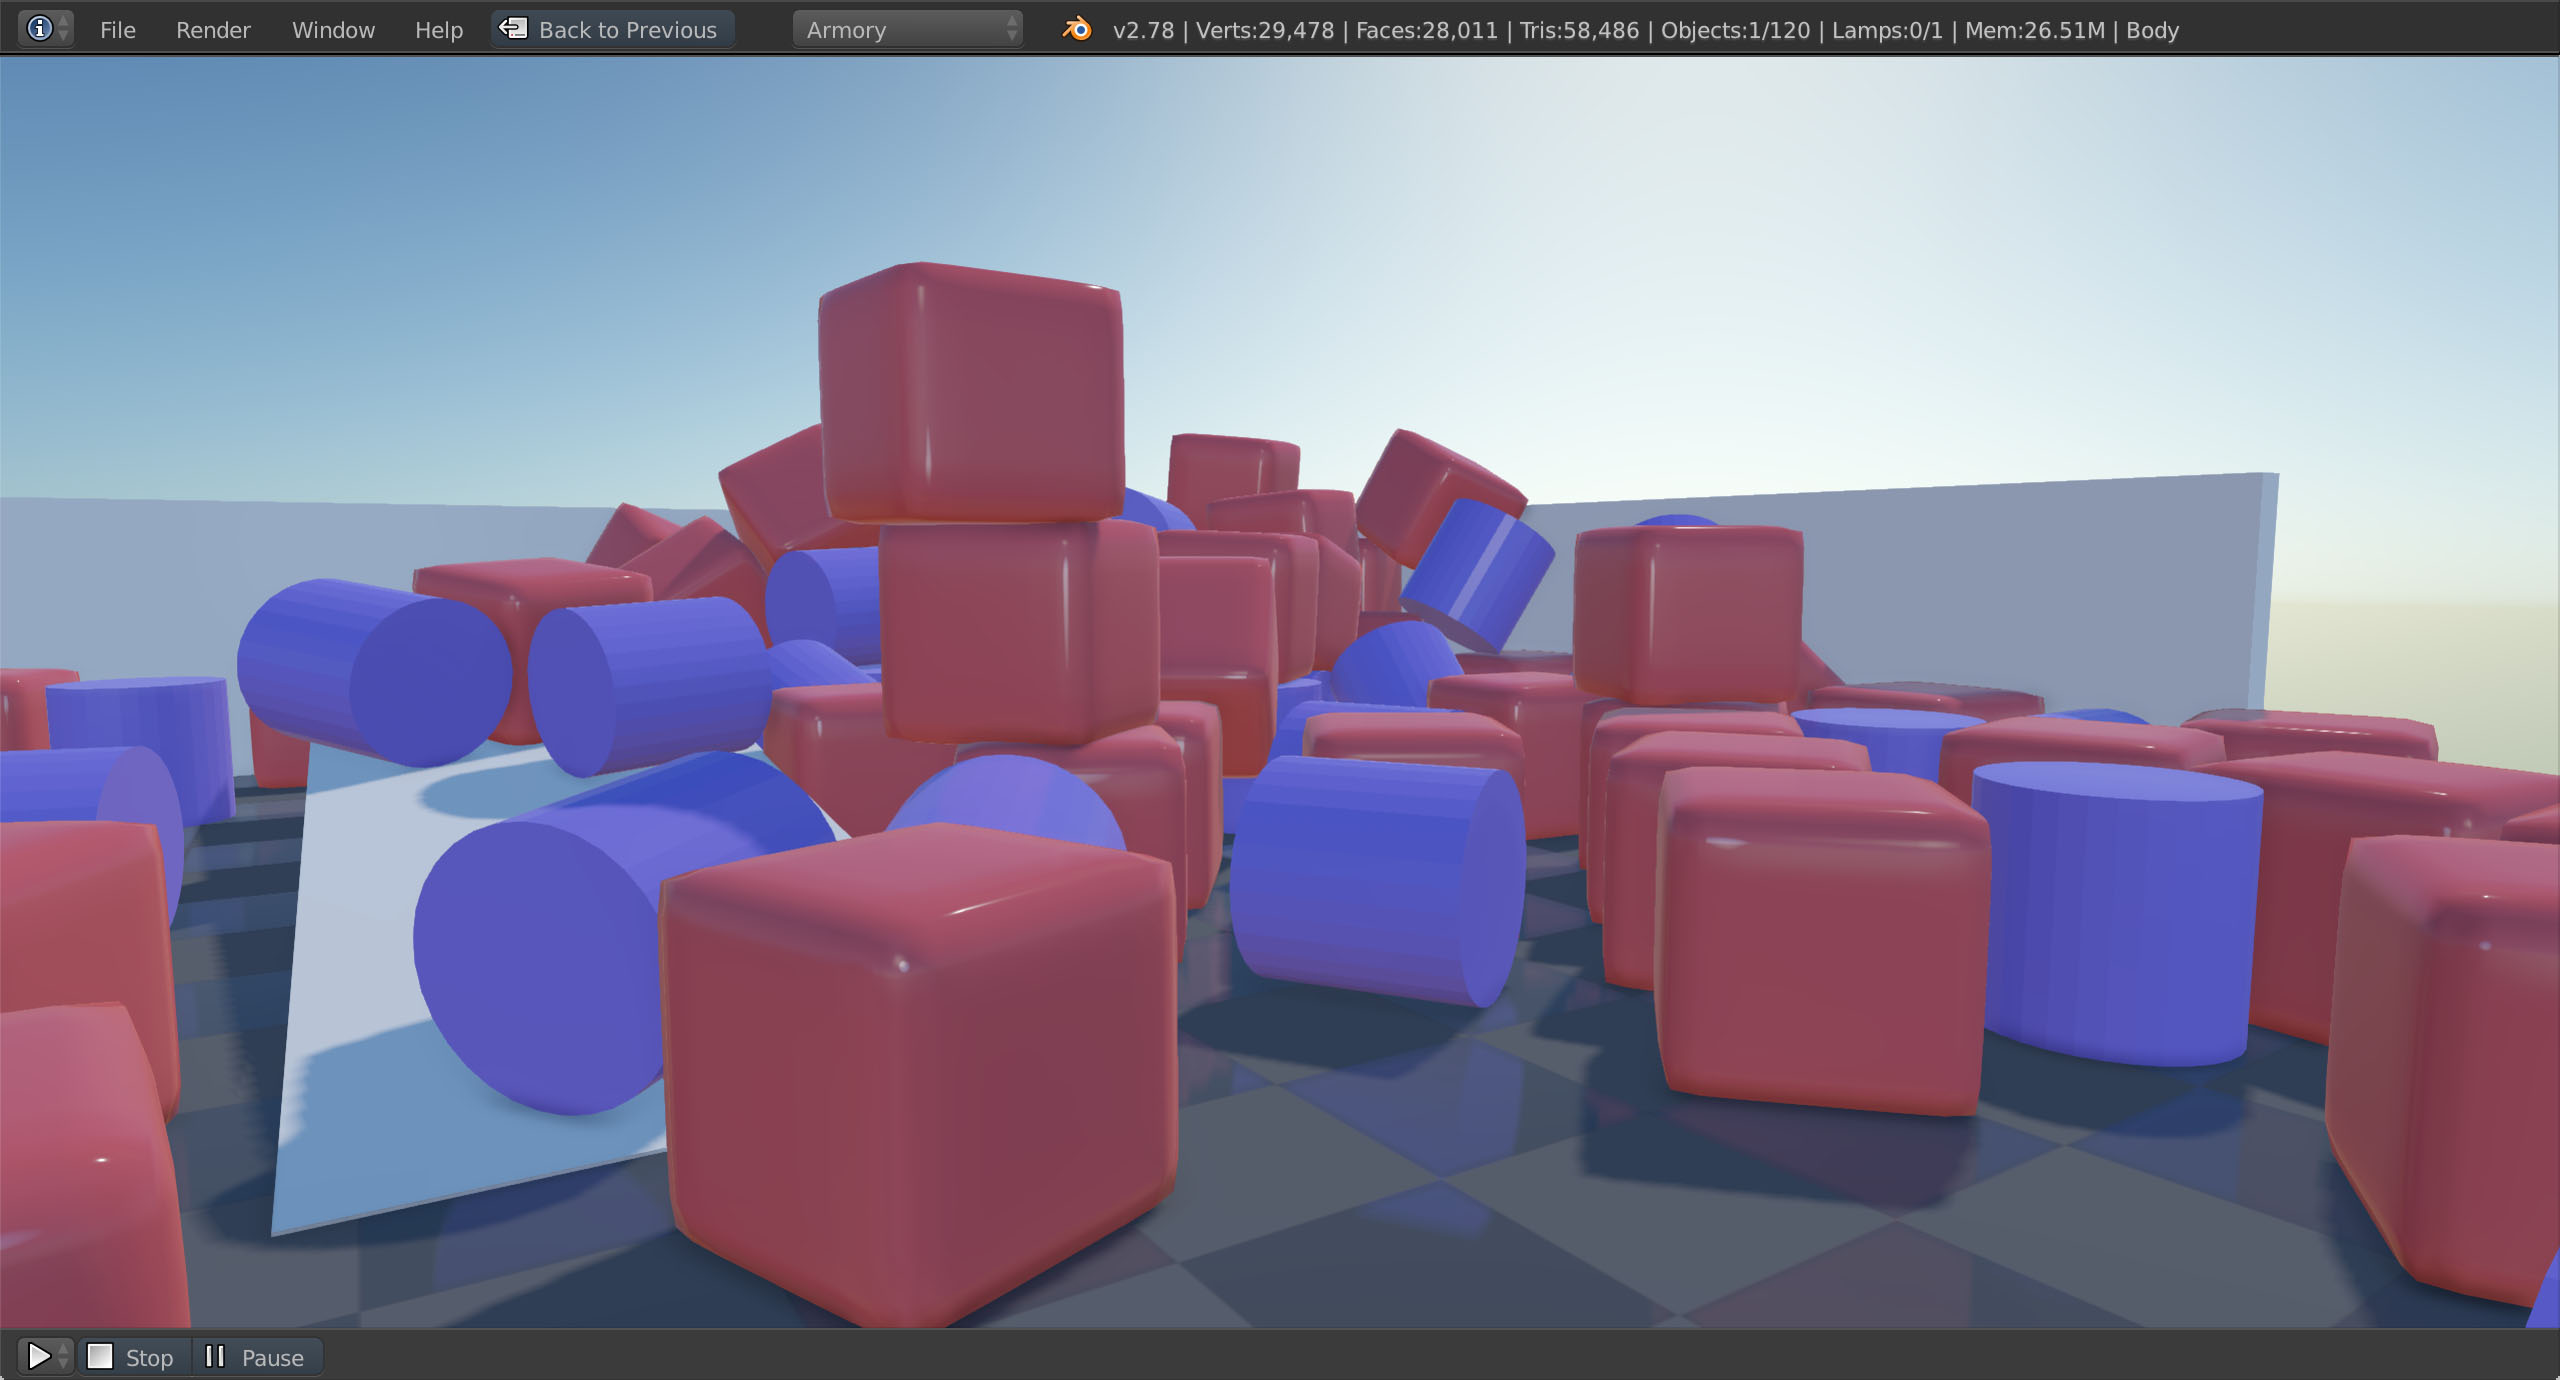 File Render Window Help Back to Previous Armory v2.78 | Verts:29,478 | Faces:28,011 | Tris:58,486 | Objects:1/120 | Lamps:0/1 | Mem:26.51M | Body
Stop Pause